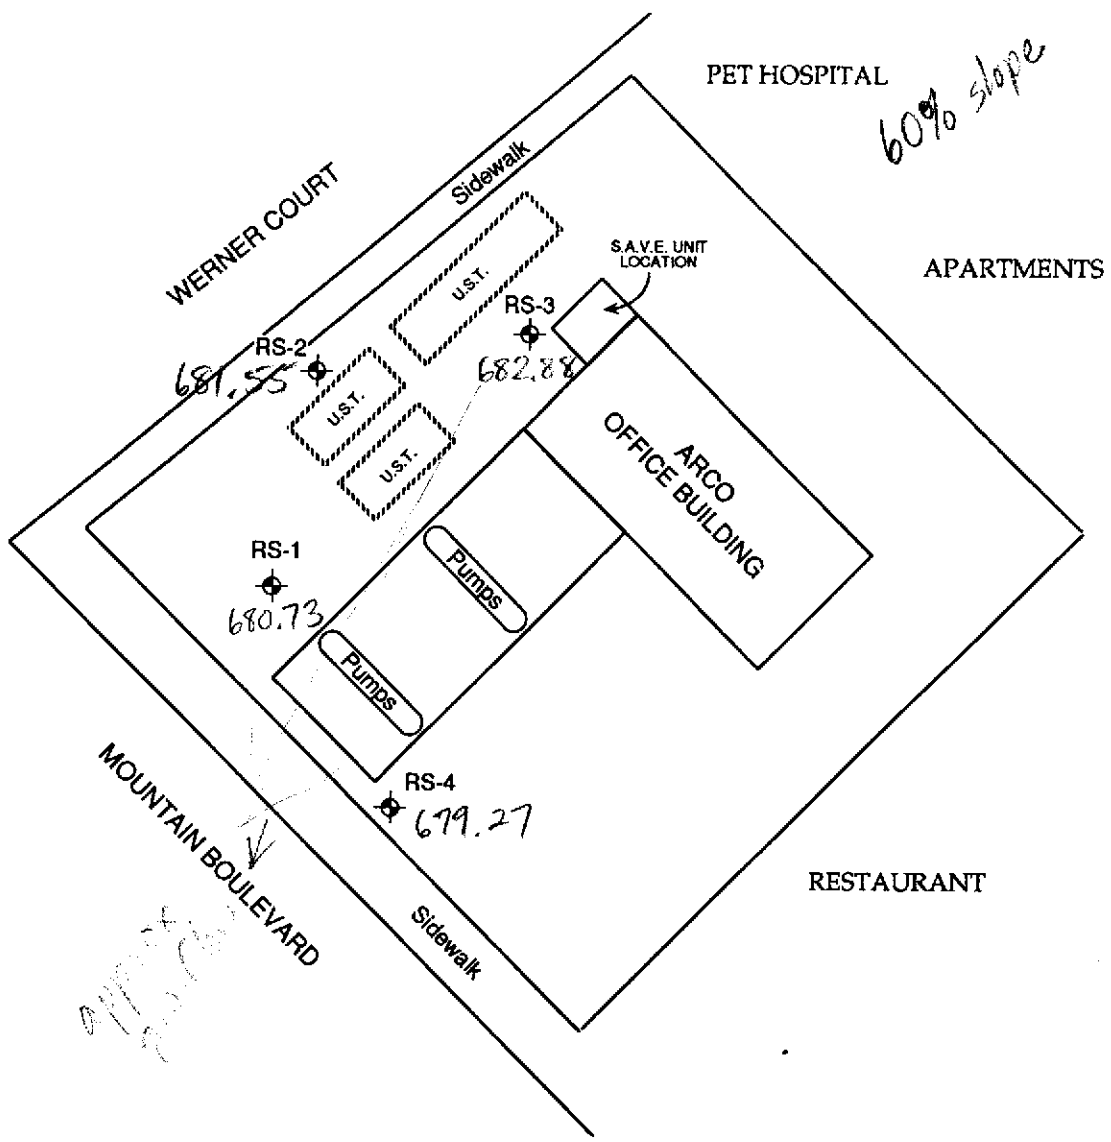 PET HOSPITAL
60% slope
Sidewalk
WERNER COURT
S.A.V.E. UNIT
LOCATION
APARTMENTS
U.S.T.
RS-3
RS-2
682.88
681.55
U.S.T.
U.S.T.
ARCO
OFFICE BUILDING
RS-1
Pumps
680.73
Pumps
MOUNTAIN BOULEVARD
RS-4
679.27
RESTAURANT
Sidewalk
approx.